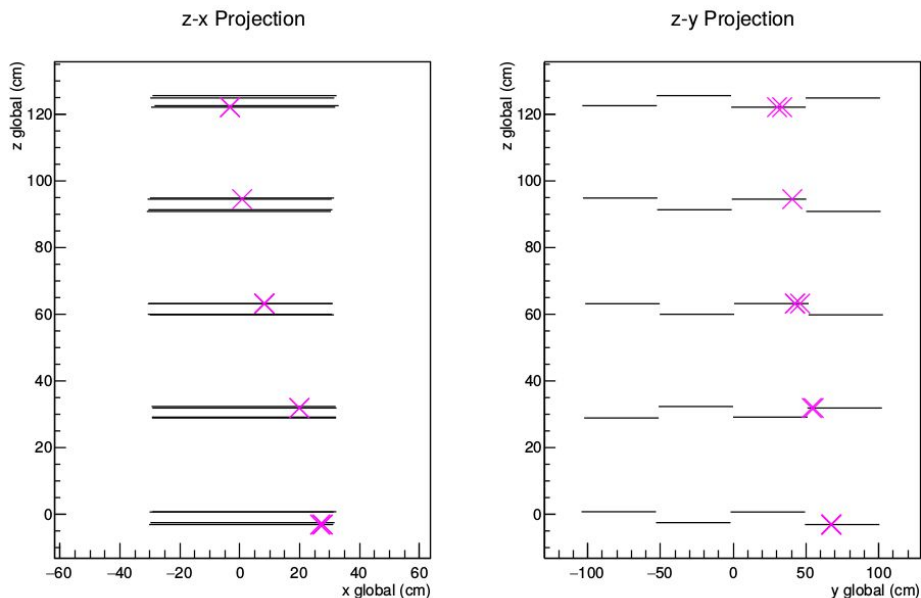 z-x Projection
z global (cm)
120
100
80
60
40
20
0
−60 −40 −20 0 20 40 60
x global (cm)
z-y Projection
z global (cm)
120
100
80
60
40
20
0
−100 −50 0 50 100
y global (cm)